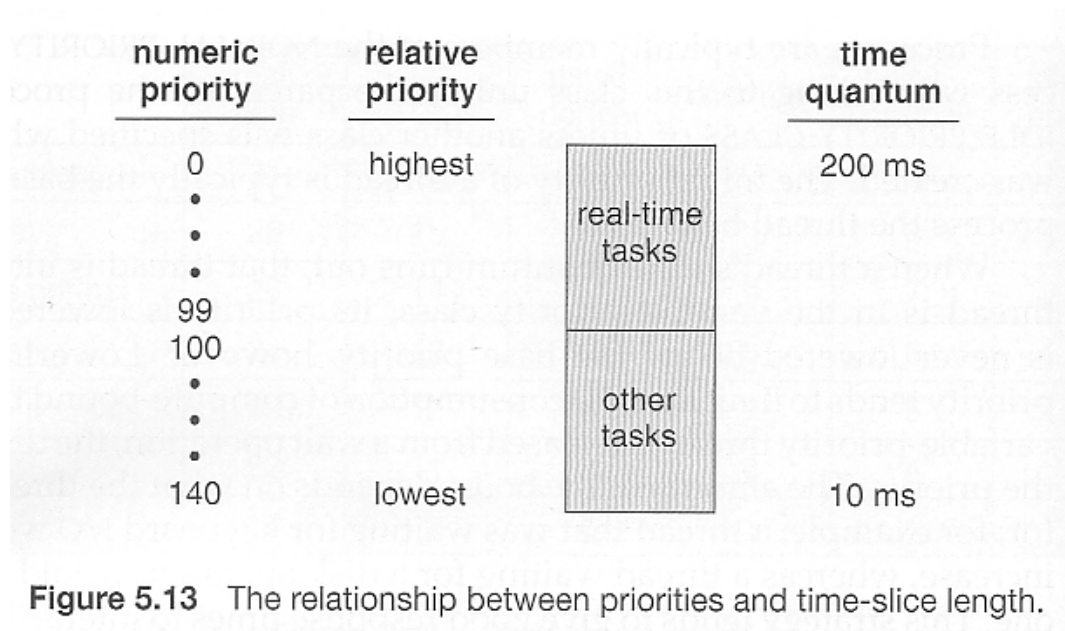 numeric priority relative priority time quantum
0 highest 200 ms
real-time
tasks
99
100
other
tasks
140 lowest 10 ms
Figure 5.13 The relationship between priorities and time-slice length.